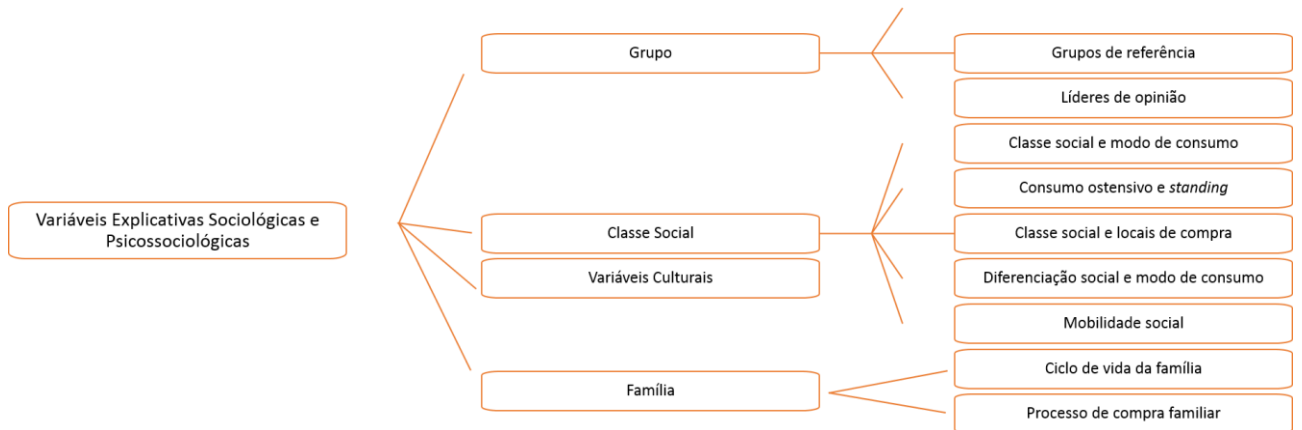 Variáveis Explicativas Sociológicas e
Psicossociológicas
Grupo
Classe Social
Variáveis Culturais
Família
Grupos de referência
Líderes de opinião
Classe social e modo de consumo
Consumo ostensivo e standing
Classe social e locais de compra
Diferenciação social e modo de consumo
Mobilidade social
Ciclo de vida da família
Processo de compra familiar